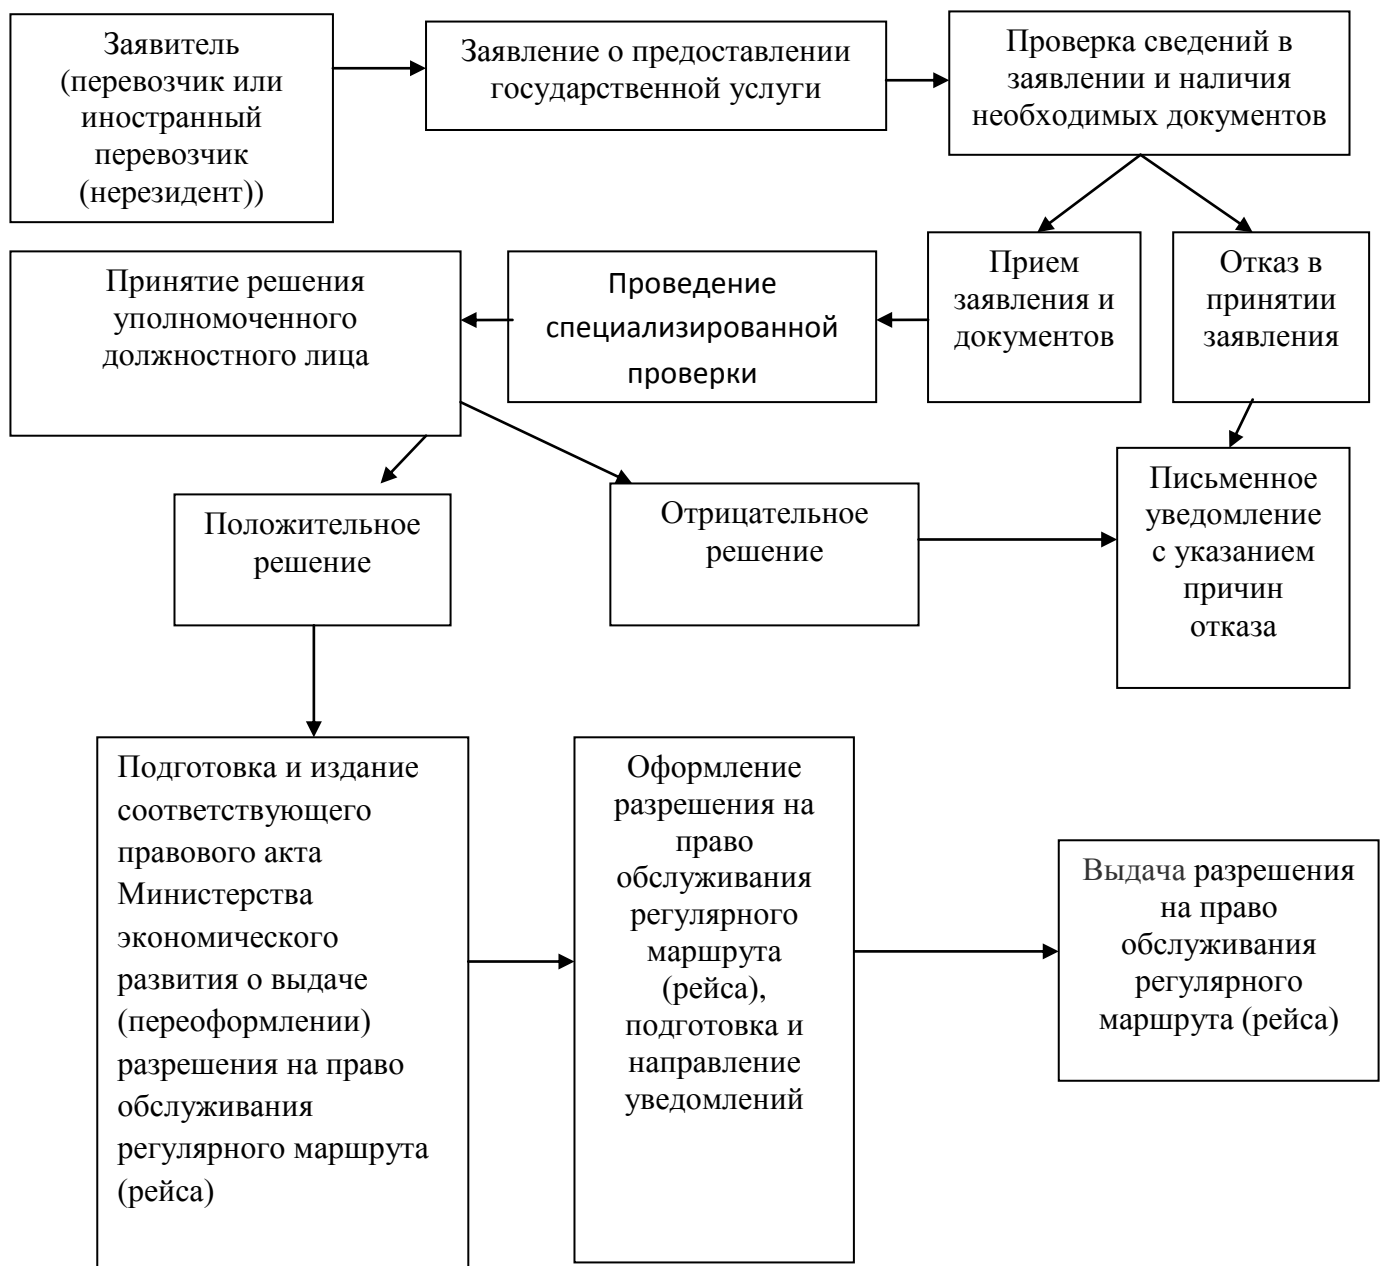 Заявитель
(перевозчик или
иностранный
перевозчик
(нерезидент))
Заявление о предоставлении
государственной услуги
Проверка сведений в
заявлении и наличия
необходимых документов
Принятие решения
уполномоченного
должностного лица
Проведение
специализированной
проверки
Прием
заявления и
документов
Отказ в
принятии
заявления
Положительное
решение
Отрицательное
решение
Письменное
уведомление
с указанием
причин
отказа
Подготовка и издание
соответствующего
правового акта
Министерства
экономического
развития о выдаче
(переоформлении)
разрешения на право
обслуживания
регулярного маршрута
(рейса)
Оформление
разрешения на
право
обслуживания
регулярного
маршрута
(рейса),
подготовка и
направление
уведомлений
Выдача разрешения
на право
обслуживания
регулярного
маршрута (рейса)